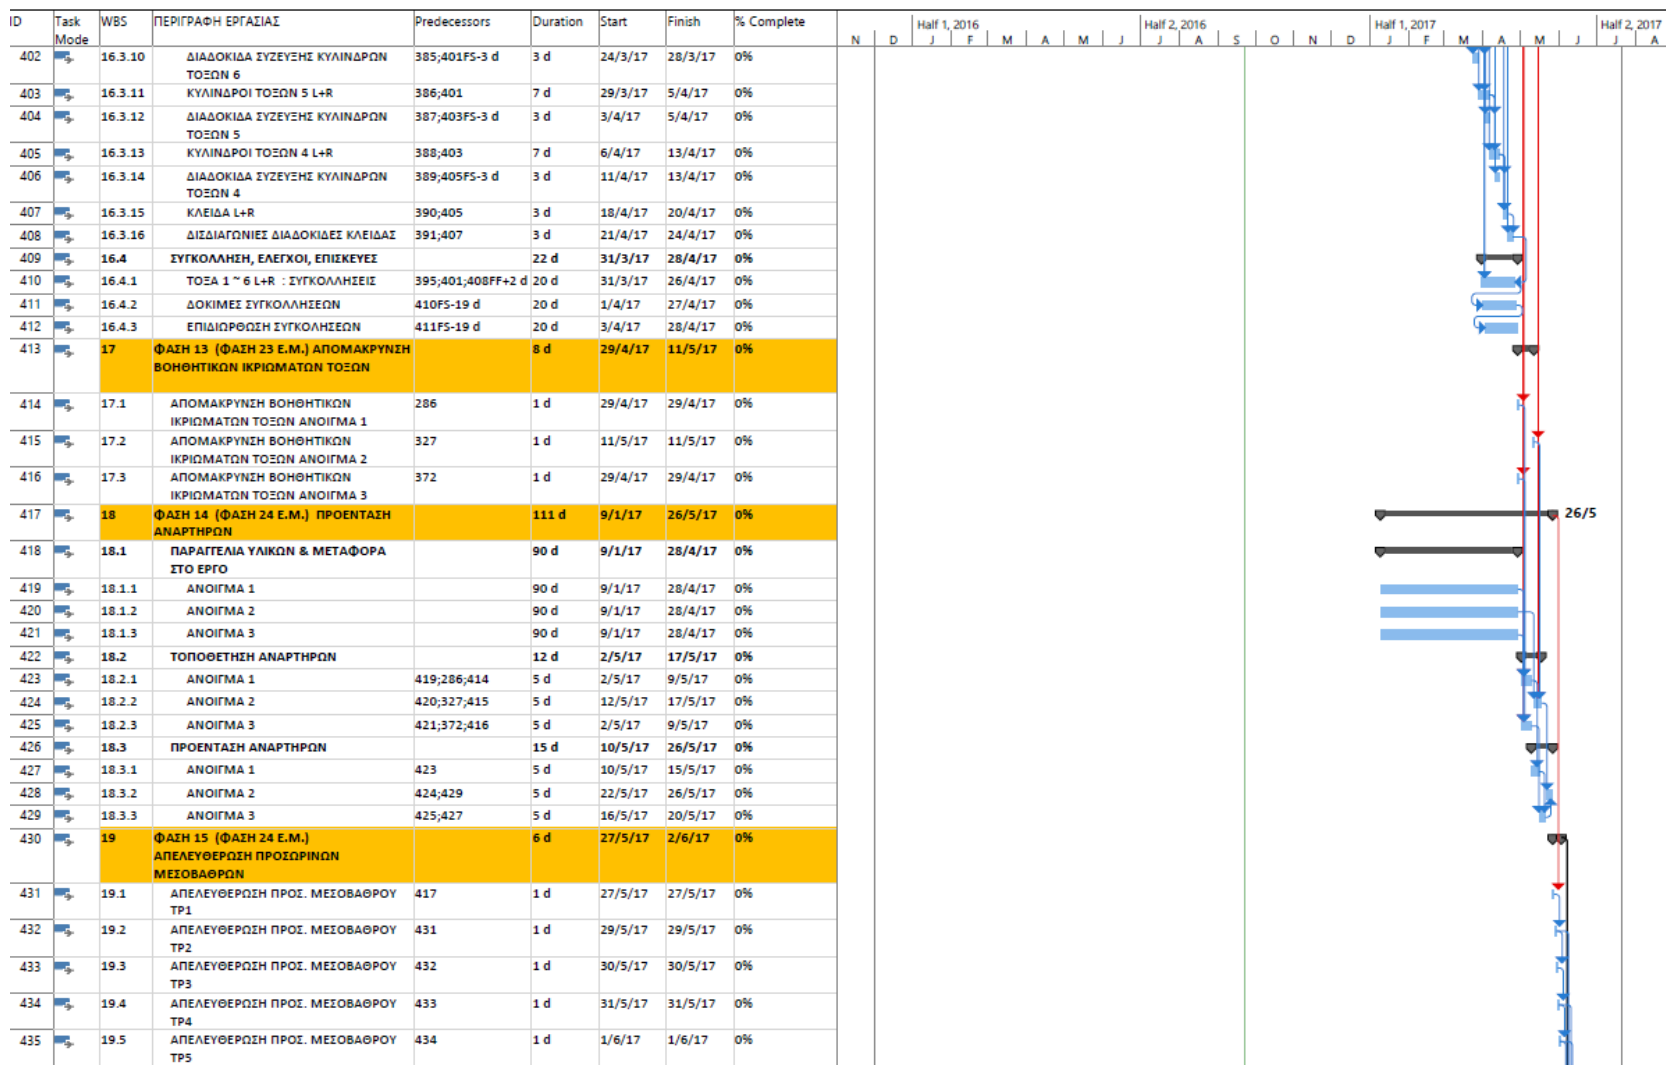 ID Task WBS ΠΕΡΙΓΡΑΦΗ ΕΡΓΑΣΙΑΣ Predecessors Duration Start Finish % Complete Half 1, 2016 Half 2, 2016 Half 1, 2017 Half 2, 2017
Mode N D J F M A M J J A S O N D J F M A M J J A
402 16.3.10 ΔΙΑΔΟΚΙΔΑ ΣΥΖΕΥΞΗΣ ΚΥΛΙΝΔΡΩΝ 385;401FS-3 d 3 d 24/3/17 28/3/17 0%
ΤΟΞΩΝ 6
403 16.3.11 ΚΥΛΙΝΔΡΟΙ ΤΟΞΩΝ 5 L+R 386;401 7 d 29/3/17 5/4/17 0%
404 16.3.12 ΔΙΑΔΟΚΙΔΑ ΣΥΖΕΥΞΗΣ ΚΥΛΙΝΔΡΩΝ 387;403FS-3 d 3 d 3/4/17 5/4/17 0%
ΤΟΞΩΝ 5
405 16.3.13 ΚΥΛΙΝΔΡΟΙ ΤΟΞΩΝ 4 L+R 388;403 7 d 6/4/17 13/4/17 0%
406 16.3.14 ΔΙΑΔΟΚΙΔΑ ΣΥΖΕΥΞΗΣ ΚΥΛΙΝΔΡΩΝ 389;405FS-3 d 3 d 11/4/17 13/4/17 0%
ΤΟΞΩΝ 4
407 16.3.15 ΚΛΕΙΔΑ L+R 390;405 3 d 18/4/17 20/4/17 0%
408 16.3.16 ΔΙΣΔΙΑΓΩΝΙΕΣ ΔΙΑΔΟΚΙΔΕΣ ΚΛΕΙΔΑΣ 391;407 3 d 21/4/17 24/4/17 0%
409 16.4 ΣΥΓΚΟΛΛΗΣΗ, ΕΛΕΓΧΟΙ, ΕΠΙΣΚΕΥΕΣ 22 d 31/3/17 28/4/17 0%
410 16.4.1 ΤΟΞΑ 1 ~ 6 L+R : ΣΥΓΚΟΛΛΗΣΕΙΣ 395;401;408FF+2 d 20 d 31/3/17 26/4/17 0%
411 16.4.2 ΔΟΚΙΜΕΣ ΣΥΓΚΟΛΛΗΣΕΩΝ 410FS-19 d 20 d 1/4/17 27/4/17 0%
412 16.4.3 ΕΠΙΔΙΟΡΘΩΣΗ ΣΥΓΚΟΛΗΣΕΩΝ 411FS-19 d 20 d 3/4/17 28/4/17 0%
413 17 ΦΑΣΗ 13 (ΦΑΣΗ 23 Ε.Μ.) ΑΠΟΜΑΚΡΥΝΣΗ 8 d 29/4/17 11/5/17 0%
ΒΟΗΘΗΤΙΚΩΝ ΙΚΡΙΩΜΑΤΩΝ ΤΟΞΩΝ
414 17.1 ΑΠΟΜΑΚΡΥΝΣΗ ΒΟΗΘΗΤΙΚΩΝ 286 1 d 29/4/17 29/4/17 0%
ΙΚΡΙΩΜΑΤΩΝ ΤΟΞΩΝ ΑΝΟΙΓΜΑ 1
415 17.2 ΑΠΟΜΑΚΡΥΝΣΗ ΒΟΗΘΗΤΙΚΩΝ 327 1 d 11/5/17 11/5/17 0%
ΙΚΡΙΩΜΑΤΩΝ ΤΟΞΩΝ ΑΝΟΙΓΜΑ 2
416 17.3 ΑΠΟΜΑΚΡΥΝΣΗ ΒΟΗΘΗΤΙΚΩΝ 372 1 d 29/4/17 29/4/17 0%
ΙΚΡΙΩΜΑΤΩΝ ΤΟΞΩΝ ΑΝΟΙΓΜΑ 3
417 18 ΦΑΣΗ 14 (ΦΑΣΗ 24 Ε.Μ.) ΠΡΟΕΝΤΑΣΗ 111 d 9/1/17 26/5/17 0% 26/5
ΑΝΑΡΤΗΡΩΝ
418 18.1 ΠΑΡΑΓΓΕΛΙΑ ΥΛΙΚΩΝ & ΜΕΤΑΦΟΡΑ 90 d 9/1/17 28/4/17 0%
ΣΤΟ ΕΡΓΟ
419 18.1.1 ΑΝΟΙΓΜΑ 1 90 d 9/1/17 28/4/17 0%
420 18.1.2 ΑΝΟΙΓΜΑ 2 90 d 9/1/17 28/4/17 0%
421 18.1.3 ΑΝΟΙΓΜΑ 3 90 d 9/1/17 28/4/17 0%
422 18.2 ΤΟΠΟΘΕΤΗΣΗ ΑΝΑΡΤΗΡΩΝ 12 d 2/5/17 17/5/17 0%
423 18.2.1 ΑΝΟΙΓΜΑ 1 419;286;414 5 d 2/5/17 9/5/17 0%
424 18.2.2 ΑΝΟΙΓΜΑ 2 420;327;415 5 d 12/5/17 17/5/17 0%
425 18.2.3 ΑΝΟΙΓΜΑ 3 421;372;416 5 d 2/5/17 9/5/17 0%
426 18.3 ΠΡΟΕΝΤΑΣΗ ΑΝΑΡΤΗΡΩΝ 15 d 10/5/17 26/5/17 0%
427 18.3.1 ΑΝΟΙΓΜΑ 1 423 5 d 10/5/17 15/5/17 0%
428 18.3.2 ΑΝΟΙΓΜΑ 2 424;429 5 d 22/5/17 26/5/17 0%
429 18.3.3 ΑΝΟΙΓΜΑ 3 425;427 5 d 16/5/17 20/5/17 0%
430 19 ΦΑΣΗ 15 (ΦΑΣΗ 24 Ε.Μ.) 6 d 27/5/17 2/6/17 0%
ΑΠΕΛΕΥΘΕΡΩΣΗ ΠΡΟΣΩΡΙΝΩΝ
ΜΕΣΟΒΑΘΡΩΝ
431 19.1 ΑΠΕΛΕΥΘΕΡΩΣΗ ΠΡΟΣ. ΜΕΣΟΒΑΘΡΟΥ 417 1 d 27/5/17 27/5/17 0%
ΤΡ1
432 19.2 ΑΠΕΛΕΥΘΕΡΩΣΗ ΠΡΟΣ. ΜΕΣΟΒΑΘΡΟΥ 431 1 d 29/5/17 29/5/17 0%
ΤΡ2
433 19.3 ΑΠΕΛΕΥΘΕΡΩΣΗ ΠΡΟΣ. ΜΕΣΟΒΑΘΡΟΥ 432 1 d 30/5/17 30/5/17 0%
ΤΡ3
434 19.4 ΑΠΕΛΕΥΘΕΡΩΣΗ ΠΡΟΣ. ΜΕΣΟΒΑΘΡΟΥ 433 1 d 31/5/17 31/5/17 0%
ΤΡ4
435 19.5 ΑΠΕΛΕΥΘΕΡΩΣΗ ΠΡΟΣ. ΜΕΣΟΒΑΘΡΟΥ 434 1 d 1/6/17 1/6/17 0%
ΤΡ5